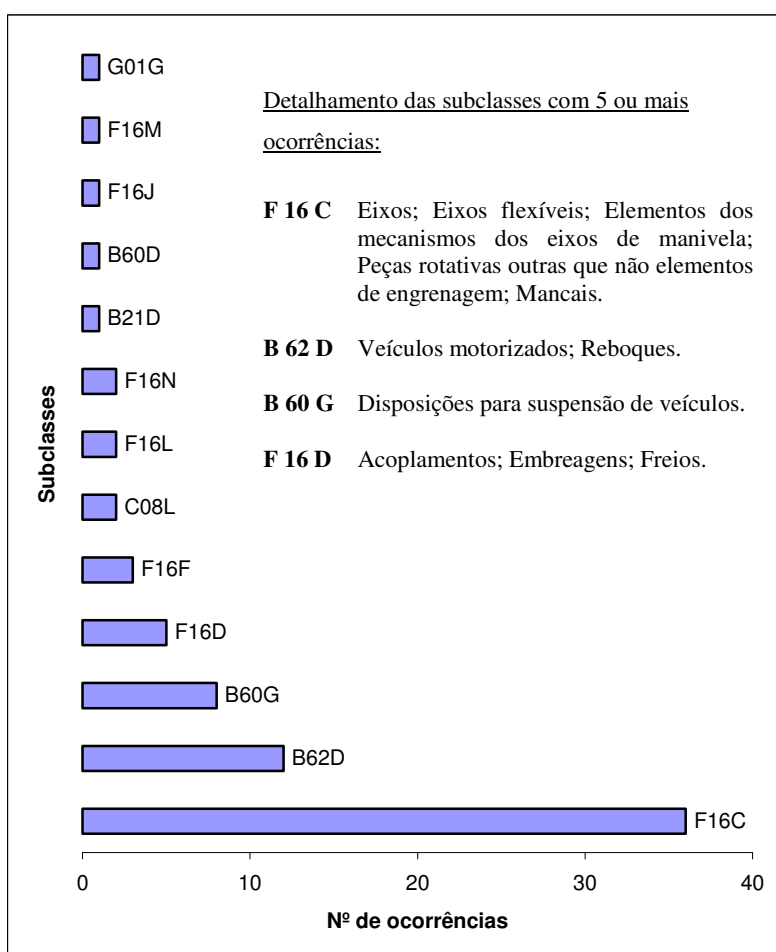 G01G
F16M
F16J
B60D
B21D
F16N
F16L
C08L
F16F
F16D
B60G
B62D
F16C
Subclasses
0 10 20 30 40
Nº de ocorrências
Detalhamento das subclasses com 5 ou mais
ocorrências:
F 16 C Eixos; Eixos flexíveis; Elementos dos
mecanismos dos eixos de manivela;
Peças rotativas outras que não elementos
de engrenagem; Mancais.
B 62 D Veículos motorizados; Reboques.
B 60 G Disposições para suspensão de veículos.
F 16 D Acoplamentos; Embreagens; Freios.